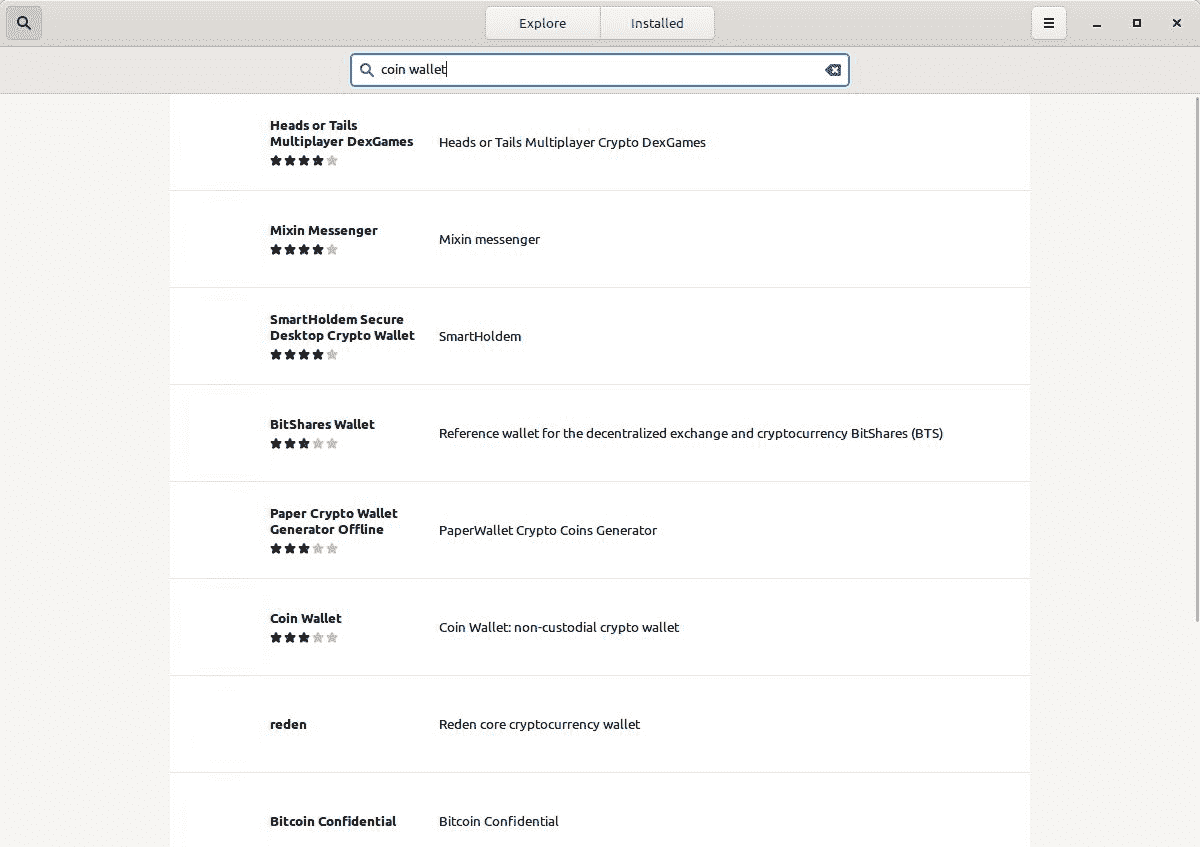 Explore
Installed
coin wallet
Heads or Tails
Multiplayer DexGames
Heads or Tails Multiplayer Crypto DexGames
Mixin Messenger
Mixin messenger
SmartHoldem Secure
Desktop Crypto Wallet
SmartHoldem
BitShares Wallet
Reference wallet for the decentralized exchange and cryptocurrency BitShares (BTS)
Paper Crypto Wallet
Generator Offline
PaperWallet Crypto Coins Generator
Coin Wallet
Coin Wallet: non-custodial crypto wallet
reden
Reden core cryptocurrency wallet
Bitcoin Confidential
Bitcoin Confidential